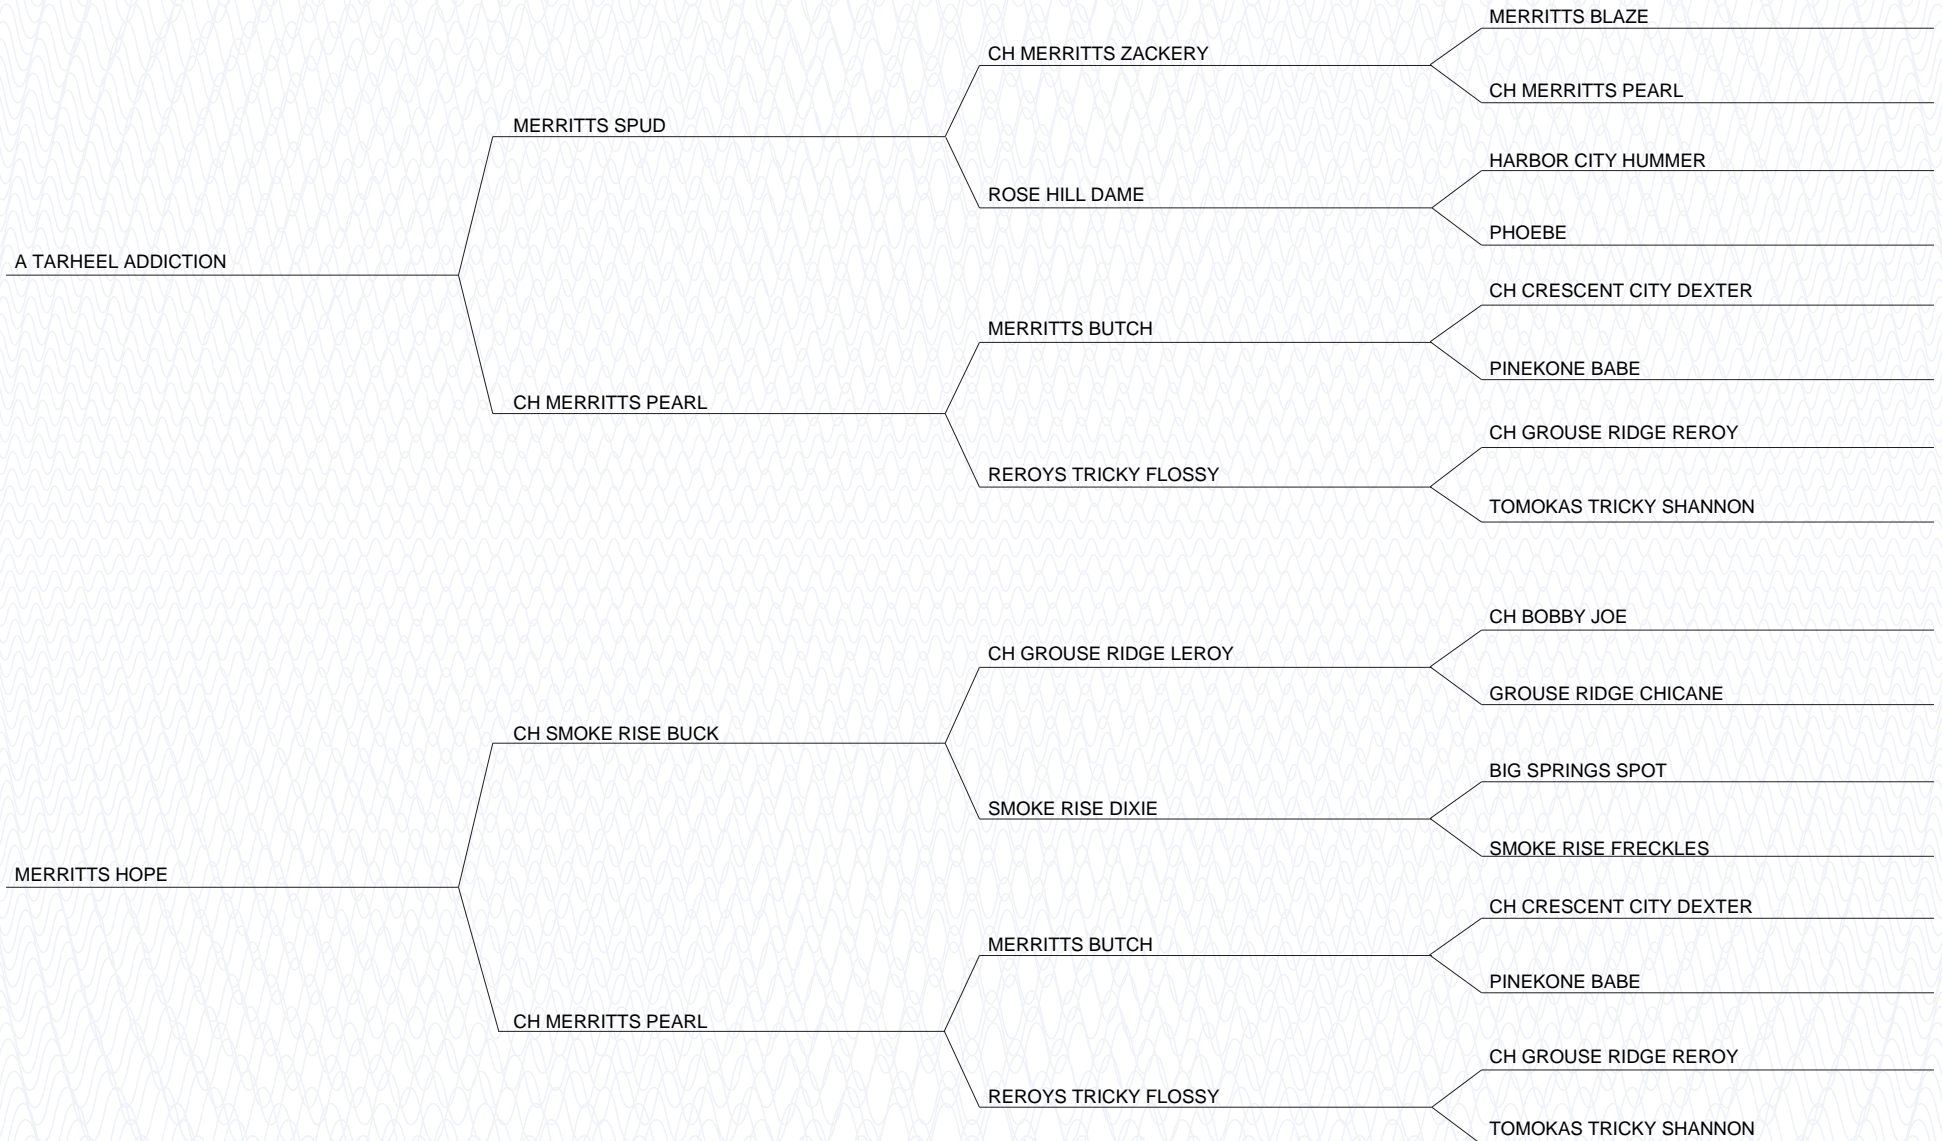 MERRITTS BLAZE
CH MERRITTS ZACKERY
CH MERRITTS PEARL
MERRITTS SPUD
HARBOR CITY HUMMER
ROSE HILL DAME
PHOEBE
A TARHEEL ADDICTION
CH CRESCENT CITY DEXTER
MERRITTS BUTCH
PINEKONE BABE
CH MERRITTS PEARL
CH GROUSE RIDGE REROY
REROYS TRICKY FLOSSY
TOMOKAS TRICKY SHANNON
CH BOBBY JOE
CH GROUSE RIDGE LEROY
GROUSE RIDGE CHICANE
CH SMOKE RISE BUCK
BIG SPRINGS SPOT
SMOKE RISE DIXIE
SMOKE RISE FRECKLES
MERRITTS HOPE
CH CRESCENT CITY DEXTER
MERRITTS BUTCH
PINEKONE BABE
CH MERRITTS PEARL
CH GROUSE RIDGE REROY
REROYS TRICKY FLOSSY
TOMOKAS TRICKY SHANNON